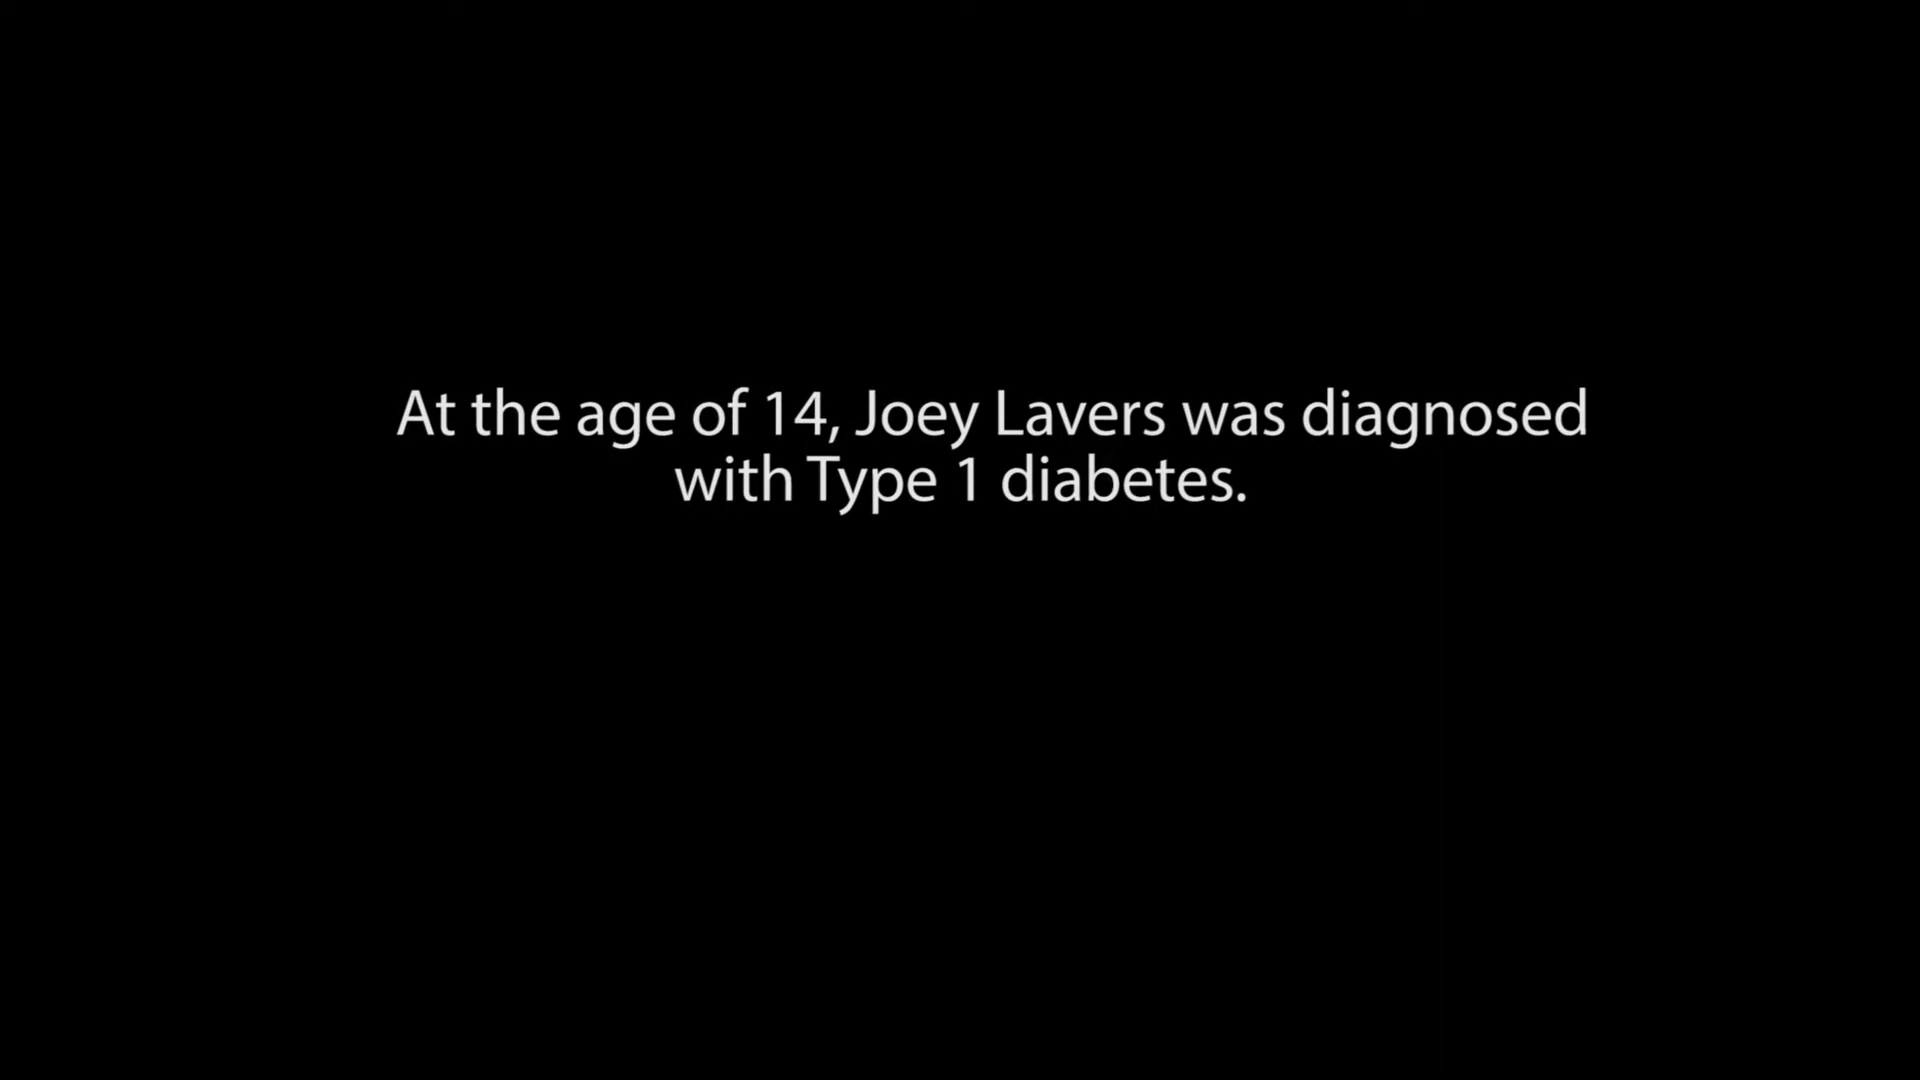 At the age of 14, Joey Lavers was diagnosed
with Type 1 diabetes.